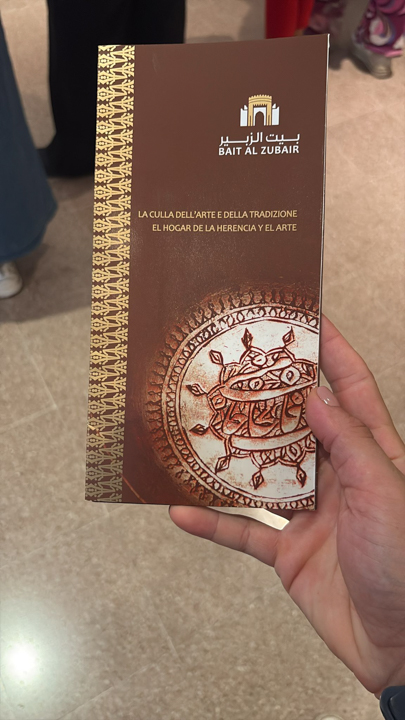 بيت الزبير
BAIT AL ZUBAIR
LA CULLA DELL'ARTE E DELLA TRADIZIONE
EL HOGAR DE LA HERENCIA Y EL ARTE